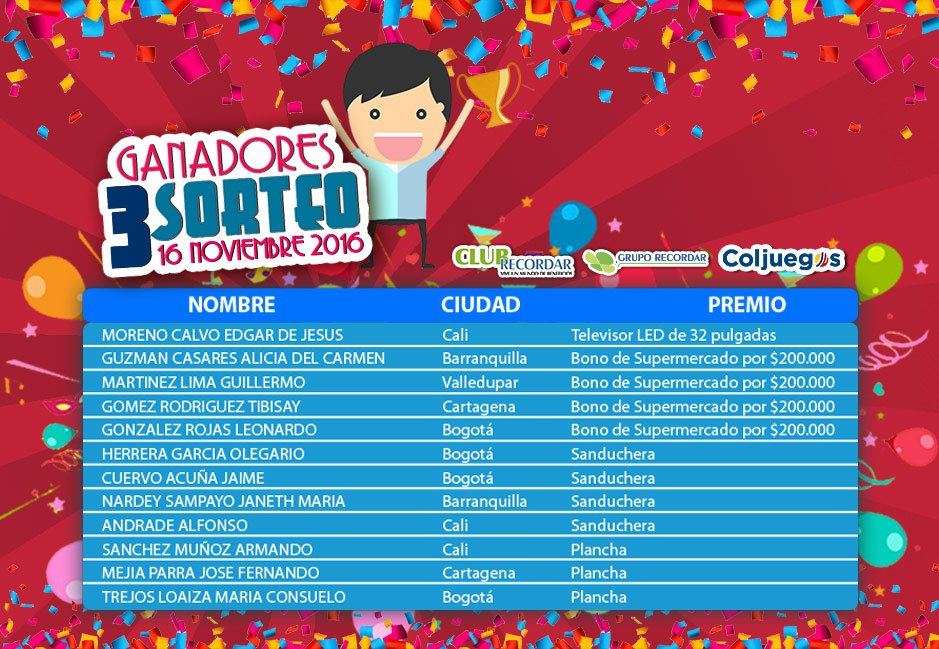 GANADORES
3 SORTEO
16 NOVIEMBRE 2016
CLUB RECORDAR
VIVE UN MUNDO DE BENEFICIOS
GRUPO RECORDAR
Coljuegos
NOMBRE CIUDAD PREMIO
MORENO CALVO EDGAR DE JESUS Cali Televisor LED de 32 pulgadas
GUZMAN CASARES ALICIA DEL CARMEN Barranquilla Bono de Supermercado por $200.000
MARTINEZ LIMA GUILLERMO Valledupar Bono de Supermercado por $200.000
GOMEZ RODRIGUEZ TIBISAY Cartagena Bono de Supermercado por $200.000
GONZALEZ ROJAS LEONARDO Bogotá Bono de Supermercado por $200.000
HERRERA GARCIA OLEGARIO Bogotá Sanduchera
CUERVO ACUÑA JAIME Bogotá Sanduchera
NARDEY SAMPAYO JANETH MARIA Barranquilla Sanduchera
ANDRADE ALFONSO Cali Sanduchera
SANCHEZ MUÑOZ ARMANDO Cali Plancha
MEJIA PARRA JOSE FERNANDO Cartagena Plancha
TREJOS LOAIZA MARIA CONSUELO Bogotá Plancha